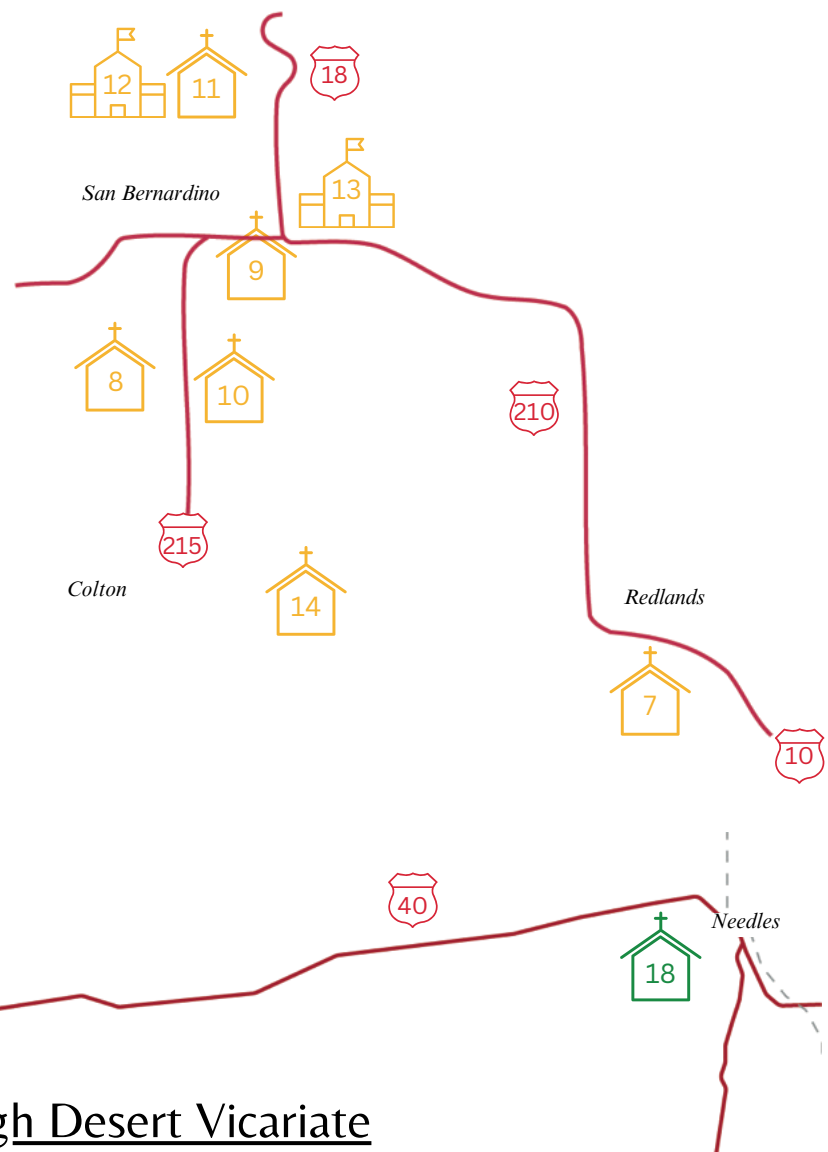 12
11
18
San Bernardino
13
9
8
10
210
215
Colton
14
Redlands
7
10
40
Needles
18
gh Desert Vicariate